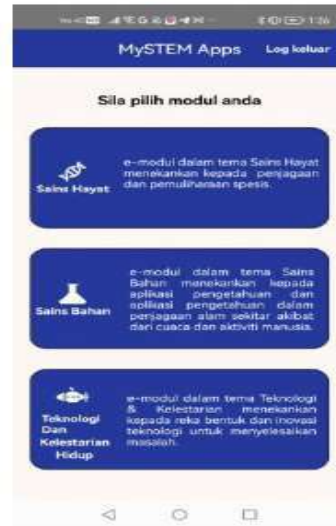 1:26
MySTEM Apps
Log keluar
Sila pilih modul anda
Sains Hayat
e-modul dalam tema Sains Hayat
menekankan kepada penjagaan
dan pemuliharaan spesis.
Sains Bahan
e-modul dalam tema Sains
Bahan menekankan kepada
aplikasi pengetahuan dan
aplikasi pengetahuan dalam
penjagaan alam sekitar akibat
dari cuaca dan aktiviti manusia.
Teknologi
Dan
Kelestarian
Hidup
e-modul dalam tema Teknologi
& Kelestarian menekankan
kepada reka bentuk dan inovasi
teknologi untuk menyelesaikan
masalah.